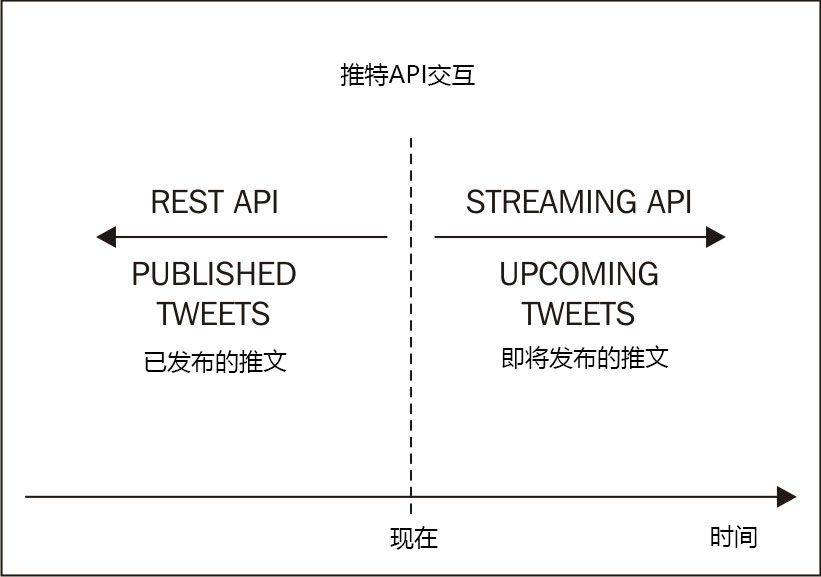 推特API交互
REST API
STREAMING API
PUBLISHED
TWEETS
已发布的推文
UPCOMING
TWEETS
即将发布的推文
现在
时间